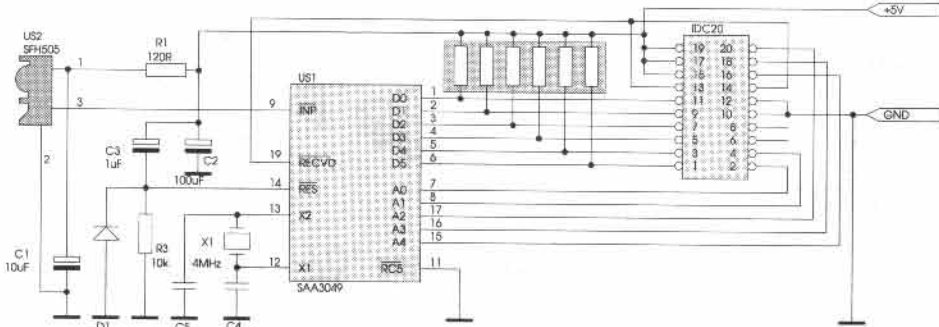 US2
SFH505
1
3
2
R1
120R
C3
1uF
C2
100uF
C1
10uF
R3
10k
D1
C5
C4
X1
4MHz
US1
SAA3049
9
INP
19
RECVD
14
RES
13
X2
12
X1
D0
D1
D2
D3
D4
D5
A0
A1
A2
A3
A4
RC5
1
2
3
4
5
6
7
8
17
16
15
11
IDC20
19 20
17 18
15 16
13 14
11 12
9 10
7 8
5 6
3 4
1 2
+5V
GND